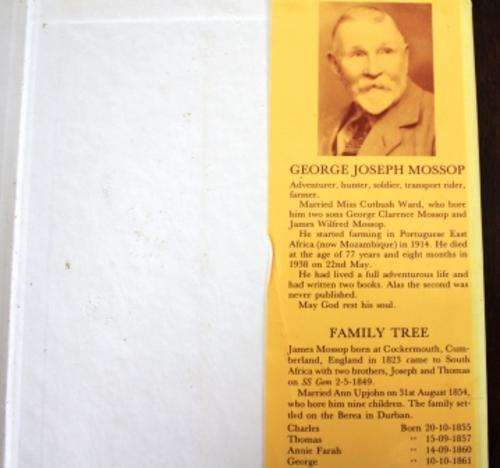 GEORGE JOSEPH MOSSOP
Adventurer, hunter, soldier, transport rider,
farmer.
Married Miss Cutbush Ward, who bore
him two sons George Clarence Mossop and
James Wilfred Mossop.
He started farming in Portuguese East
Africa (now Mozambique) in 1914. He died
at the age of 77 years and eight months in
1938 on 22nd May.
He had lived a full adventurous life and
had written two books. Alas the second was
never published.
May God rest his soul.
FAMILY TREE
James Mossop born at Cockermouth, Cum-
berland, England in 1823 came to South
Africa with two brothers, Joseph and Thomas
on SS Gem 2-5-1849.
Married Ann Upjohn on 31st August 1854,
who bore him nine children. The family set-
tled on the Berea in Durban.
Charles Born 20-10-1855
Thomas " 15-09-1857
Annie Farah " 14-09-1860
George " 10-10-1861